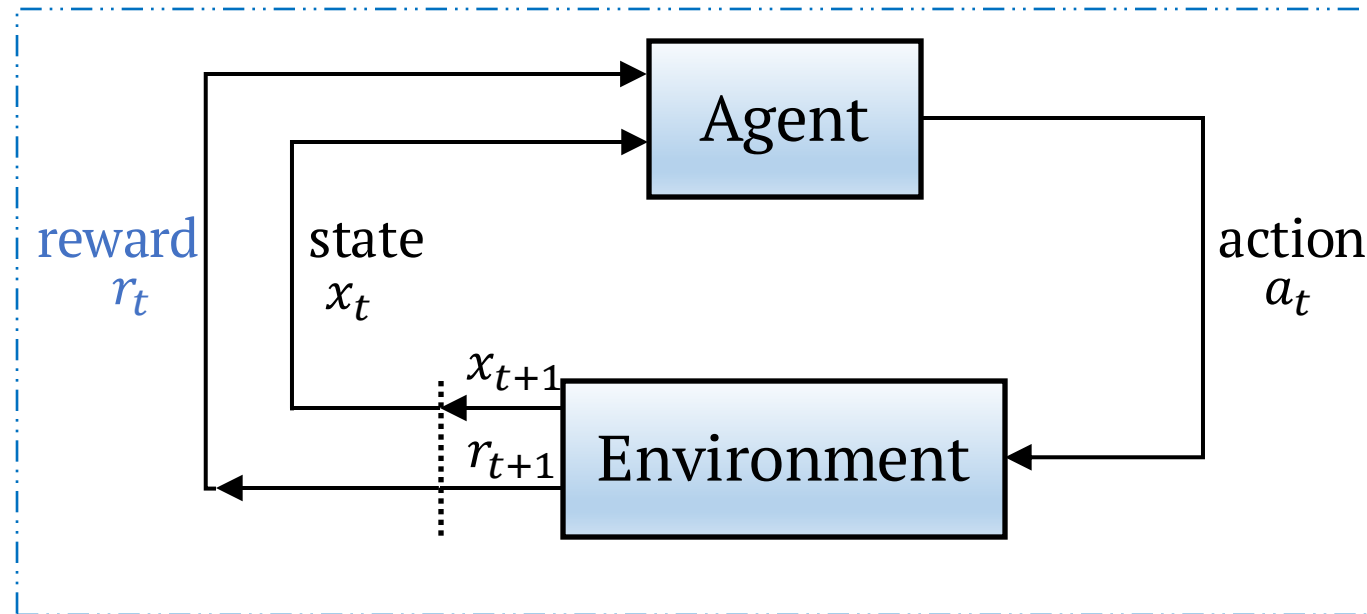 Agent
reward
r_t
state
x_t
action
a_t
x_{t+1}
r_{t+1}
Environment